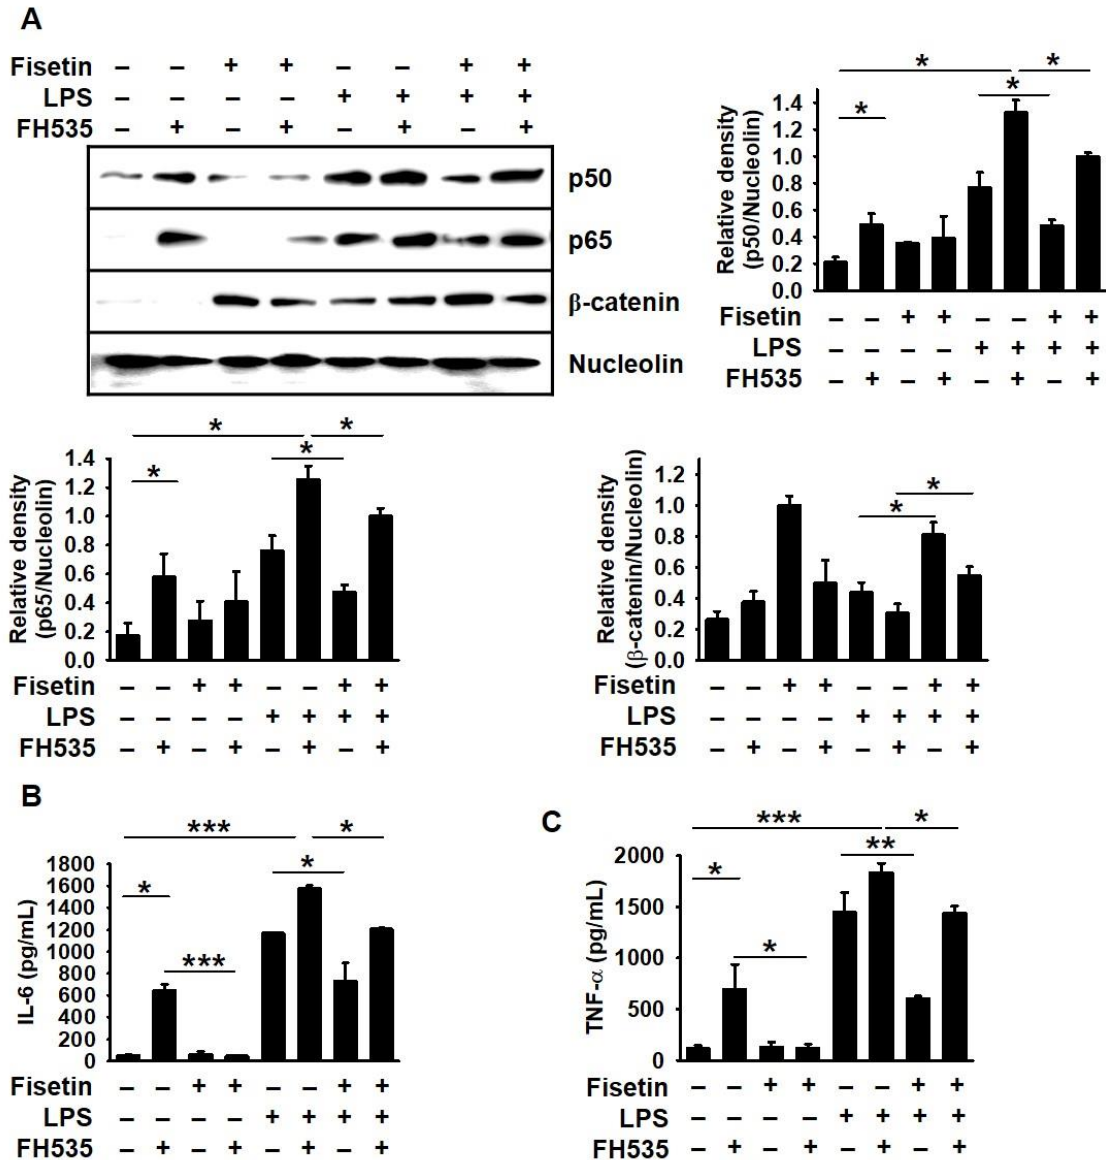 A
Fisetin – – + + – – + +
LPS – – – – + + + +
FH535 – + – + – + – +
p50
p65
β-catenin
Nucleolin
* *
*
*
Relative density
(p50/Nucleolin)
1.4
1.2
1.0
0.8
0.6
0.4
0.2
0.0
Fisetin – – + + – – + +
LPS – – – – + + + +
FH535 – + – + – + – +
* *
*
*
Relative density
(p65/Nucleolin)
1.4
1.2
1.0
0.8
0.6
0.4
0.2
0.0
Fisetin – – + + – – + +
LPS – – – – + + + +
FH535 – + – + – + – +
*
*
Relative density
(β-catenin/Nucleolin)
1.2
1.0
0.8
0.6
0.4
0.2
0.0
Fisetin – – + + – – + +
LPS – – – – + + + +
FH535 – + – + – + – +
B
*** *
*
*
***
IL-6 (pg/mL)
1800
1600
1400
1200
1000
800
600
400
200
0
Fisetin – – + + – – + +
LPS – – – – + + + +
FH535 – + – + – + – +
C
*** *
**
*
*
TNF-α (pg/mL)
2000
1500
1000
500
0
Fisetin – – + + – – + +
LPS – – – – + + + +
FH535 – + – + – + – +